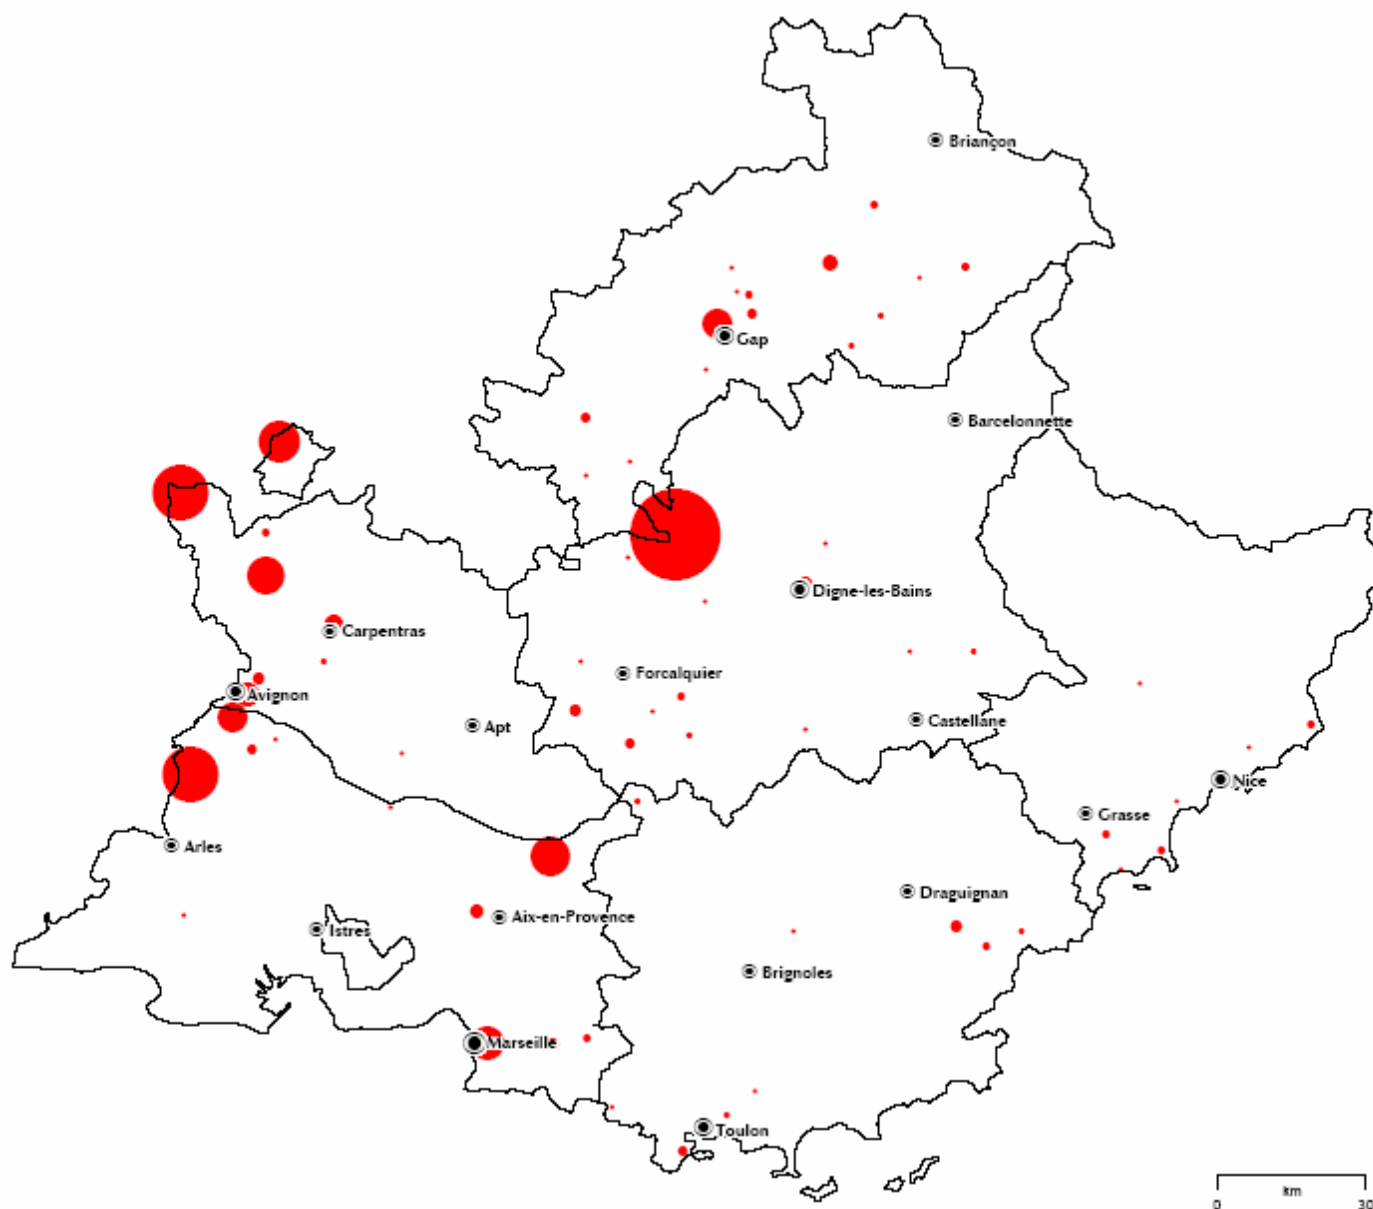 Briançon
Gap
Barcelonnette
Digne-les-Bains
Carpentras
Forcalquier
Avignon
Apt
Castellane
Nice
Grasse
Arles
Draguignan
Aix-en-Provence
Istres
Brignoles
Marseille
Toulon
km
0 30